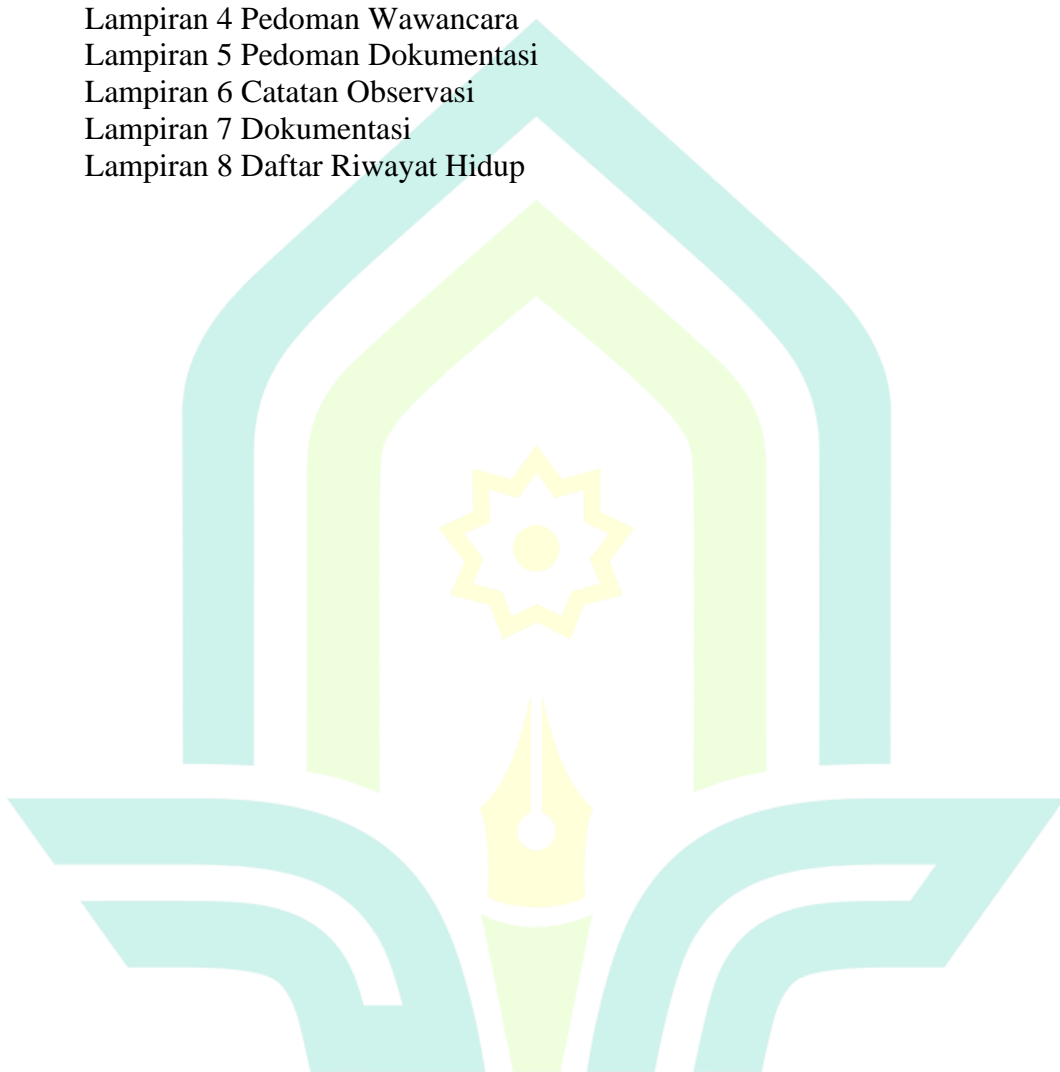 Lampiran 4 Pedoman Wawancara
Lampiran 5 Pedoman Dokumentasi
Lampiran 6 Catatan Observasi
Lampiran 7 Dokumentasi
Lampiran 8 Daftar Riwayat Hidup